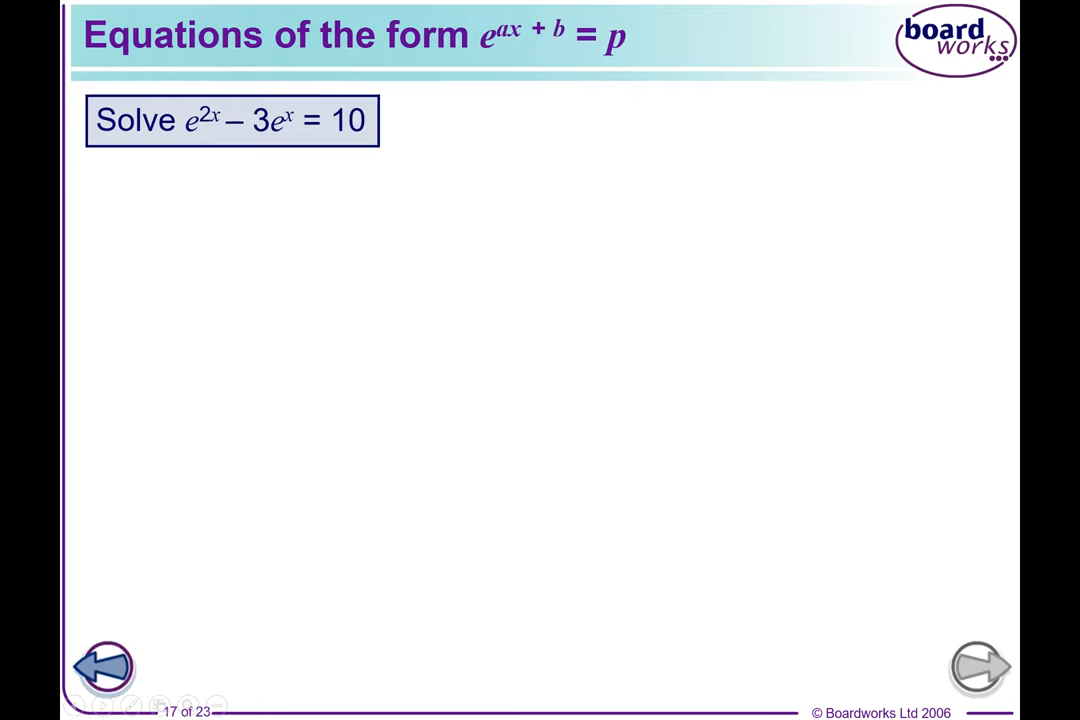 Equations of the form e^{ax + b} = p
board
works
Solve e^{2x} – 3e^{x} = 10
17 of 23
© Boardworks Ltd 2006